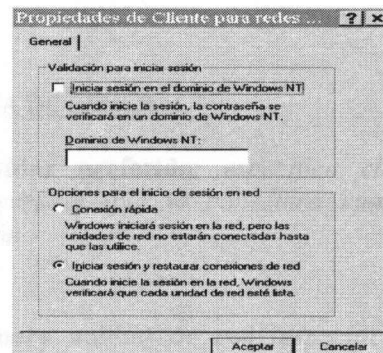 Propiedades de Cliente para redes ...
General
Validación para iniciar sesión
Iniciar sesión en el dominio de Windows NT
Cuando inicie la sesión, la contraseña se
verificará en un dominio de Windows NT.
Dominio de Windows NT:
Opciones para el inicio de sesión en red
Conexión rápida
Windows iniciará sesión en la red, pero las
unidades de red no estarán conectadas hasta
que las utilice.
Iniciar sesión y restaurar conexiones de red
Cuando inicie la sesión en la red, Windows
verificará que cada unidad de red esté lista.
Aceptar Cancelar